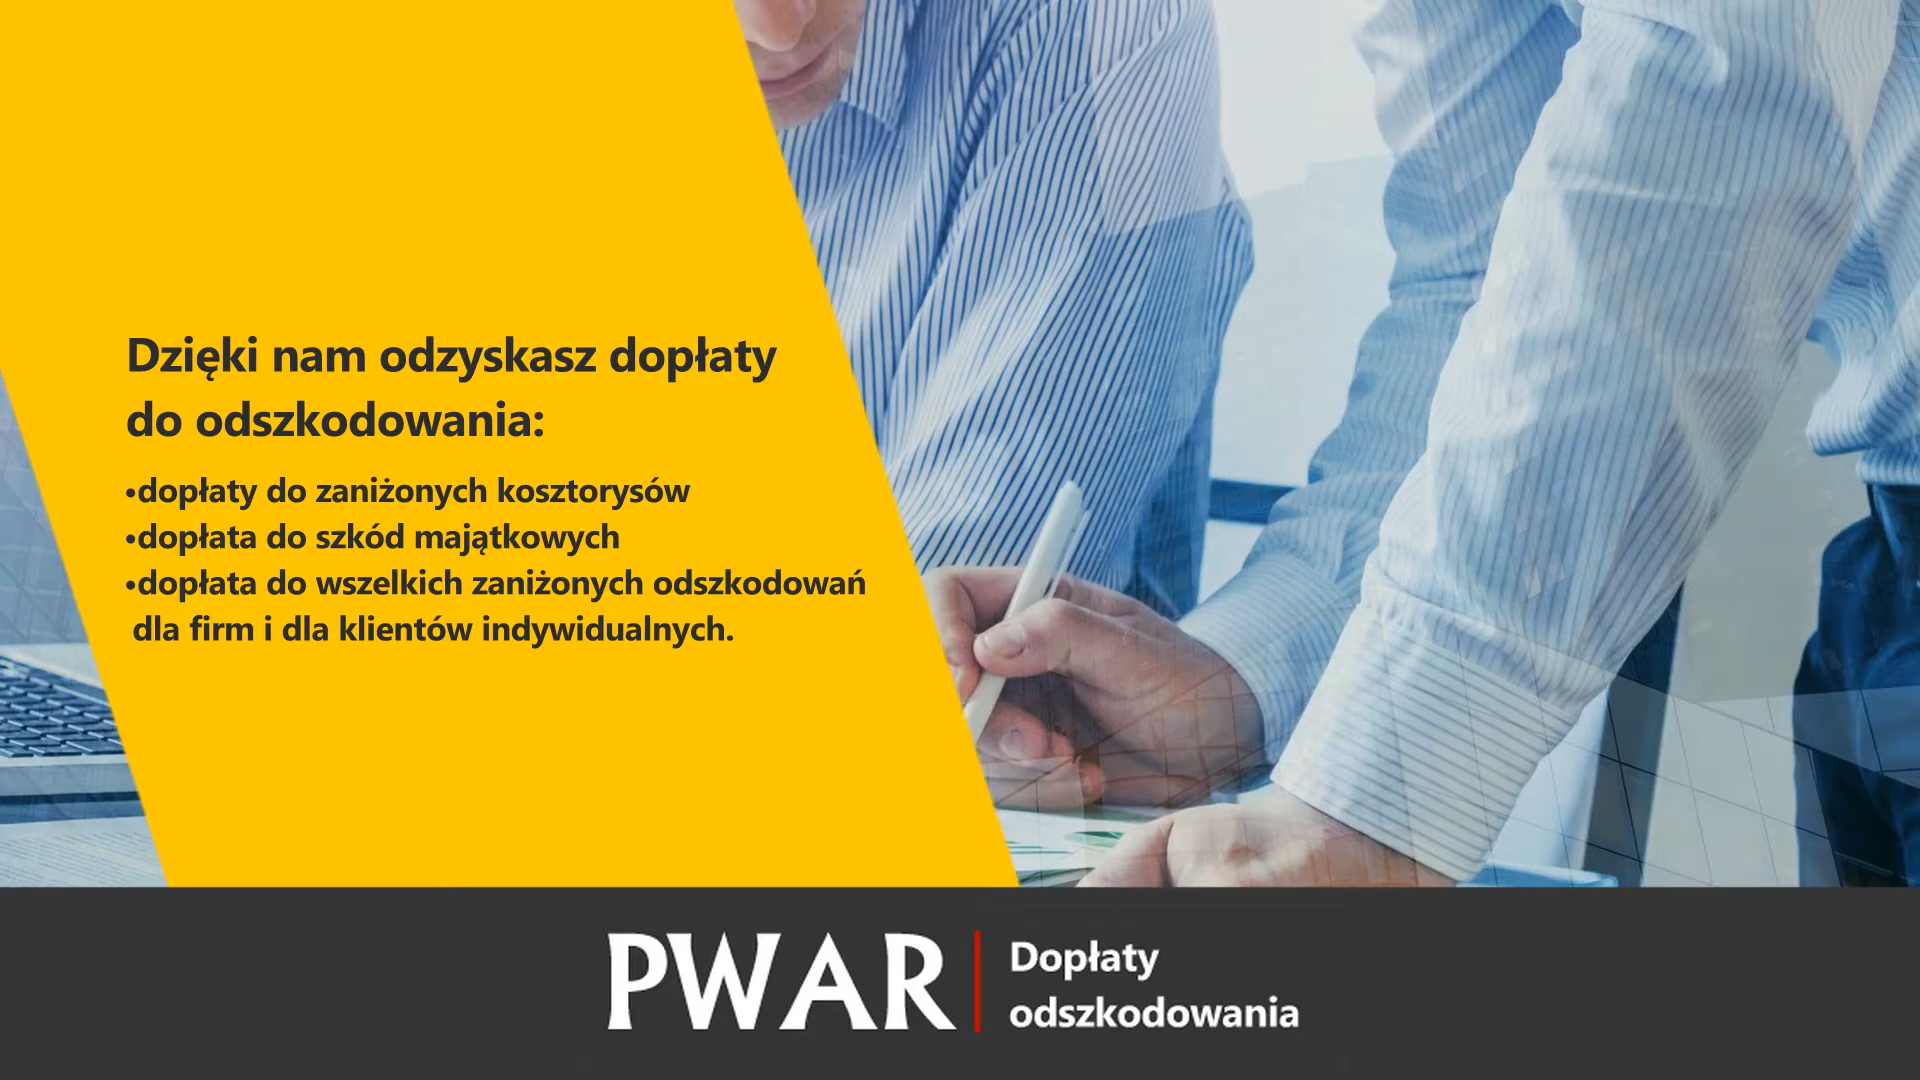 Dzięki nam odzyskasz dopłaty
do odszkodowania:
•dopłaty do zaniżonych kosztorysów
•dopłata do szkód majątkowych
•dopłata do wszelkich zaniżonych odszkodowań
dla firm i dla klientów indywidualnych.
PWAR
Dopłaty
odszkodowania